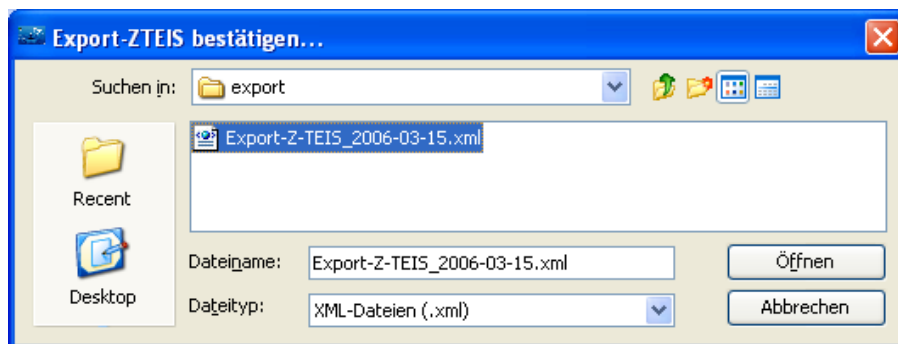 Export-ZTEIS bestätigen...
Suchen in: export
Export-Z-TEIS_2006-03-15.xml
Recent
Desktop
Dateiname: Export-Z-TEIS_2006-03-15.xml Öffnen
Dateityp: XML-Dateien (.xml) Abbrechen